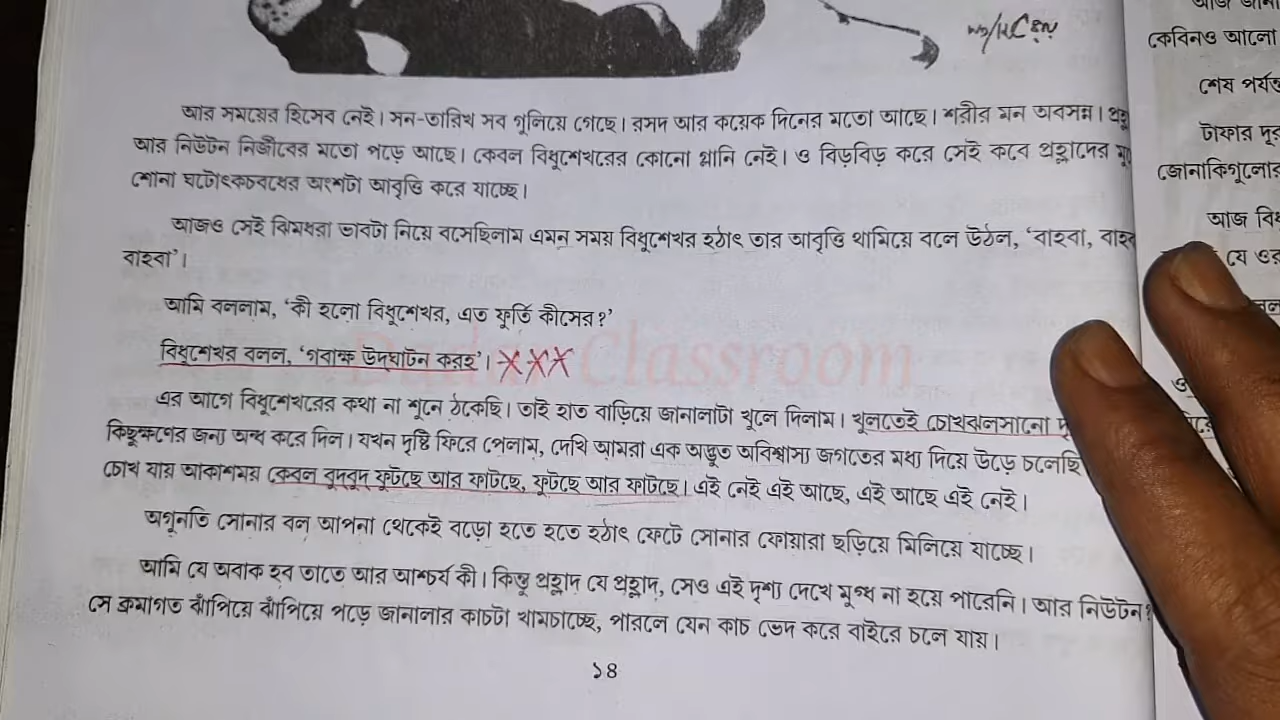 আর সময়ের হিসেব নেই। সন-তারিখ সব গুলিয়ে গেছে। রসদ আর কয়েক দিনের মতো আছে। শরীর মন অবসন্ন।
আর নিউটন নির্জীবের মতো পড়ে আছে। কেবল বিধুশেখরের কোনো গ্লানি নেই। ও বিড়বিড় করে সেই কবে প্রহ্লাদের
শোনা ঘটোৎকচবধের অংশটা আবৃত্তি করে যাচ্ছে।
আজও সেই ঝিমধরা ভাবটা নিয়ে বসেছিলাম এমন সময় বিধুশেখর হঠাৎ তার আবৃত্তি থামিয়ে বলে উঠল, ‘বাহবা,
বাহবা’।
আমি বললাম, ‘কী হলো বিধুশেখর, এত ফুর্তি কীসের?’
বিধুশেখর বলল, ‘গবাক্ষ উদ্‌ঘাটন করহ’। XXX
Dada Classroom
এর আগে বিধুশেখরের কথা না শুনে ঠকেছি। তাই হাত বাড়িয়ে জানালাটা খুলে দিলাম। খুলতেই চোখঝলসানো
কিছুক্ষণের জন্য অন্ধ করে দিল। যখন দৃষ্টি ফিরে পেলাম, দেখি আমরা এক অদ্ভুত অবিশ্বাস্য জগতের মধ্য দিয়ে উড়ে চলেছি
চোখ যায় আকাশময় কেবল বুদ্‌বুদ্‌ ফুটছে আর ফাটছে, ফুটছে আর ফাটছে। এই নেই এই আছে, এই আছে এই নেই।
অগুনতি সোনার বল আপনা থেকেই বড়ো হতে হতে হঠাৎ ফেটে সোনার ফোয়ারা ছড়িয়ে মিলিয়ে যাচ্ছে।
আমি যে অবাক হব তাতে আর আশ্চর্য কী। কিন্তু প্রহ্লাদ যে প্রহ্লাদ, সেও এই দৃশ্য দেখে মুগ্ধ না হয়ে পারেনি। আর নিউটন?
সে ক্রমাগত ঝাঁপিয়ে ঝাঁপিয়ে পড়ে জানালার কাচটা খামচাচ্ছে, পারলে যেন কাচ ভেদ করে বাইরে চলে যায়।
১৪
কেবিনও আলো
শেষ পর্যন্ত
টাফার দূর
জোনাকিগুলোর
আজ
যে ওর